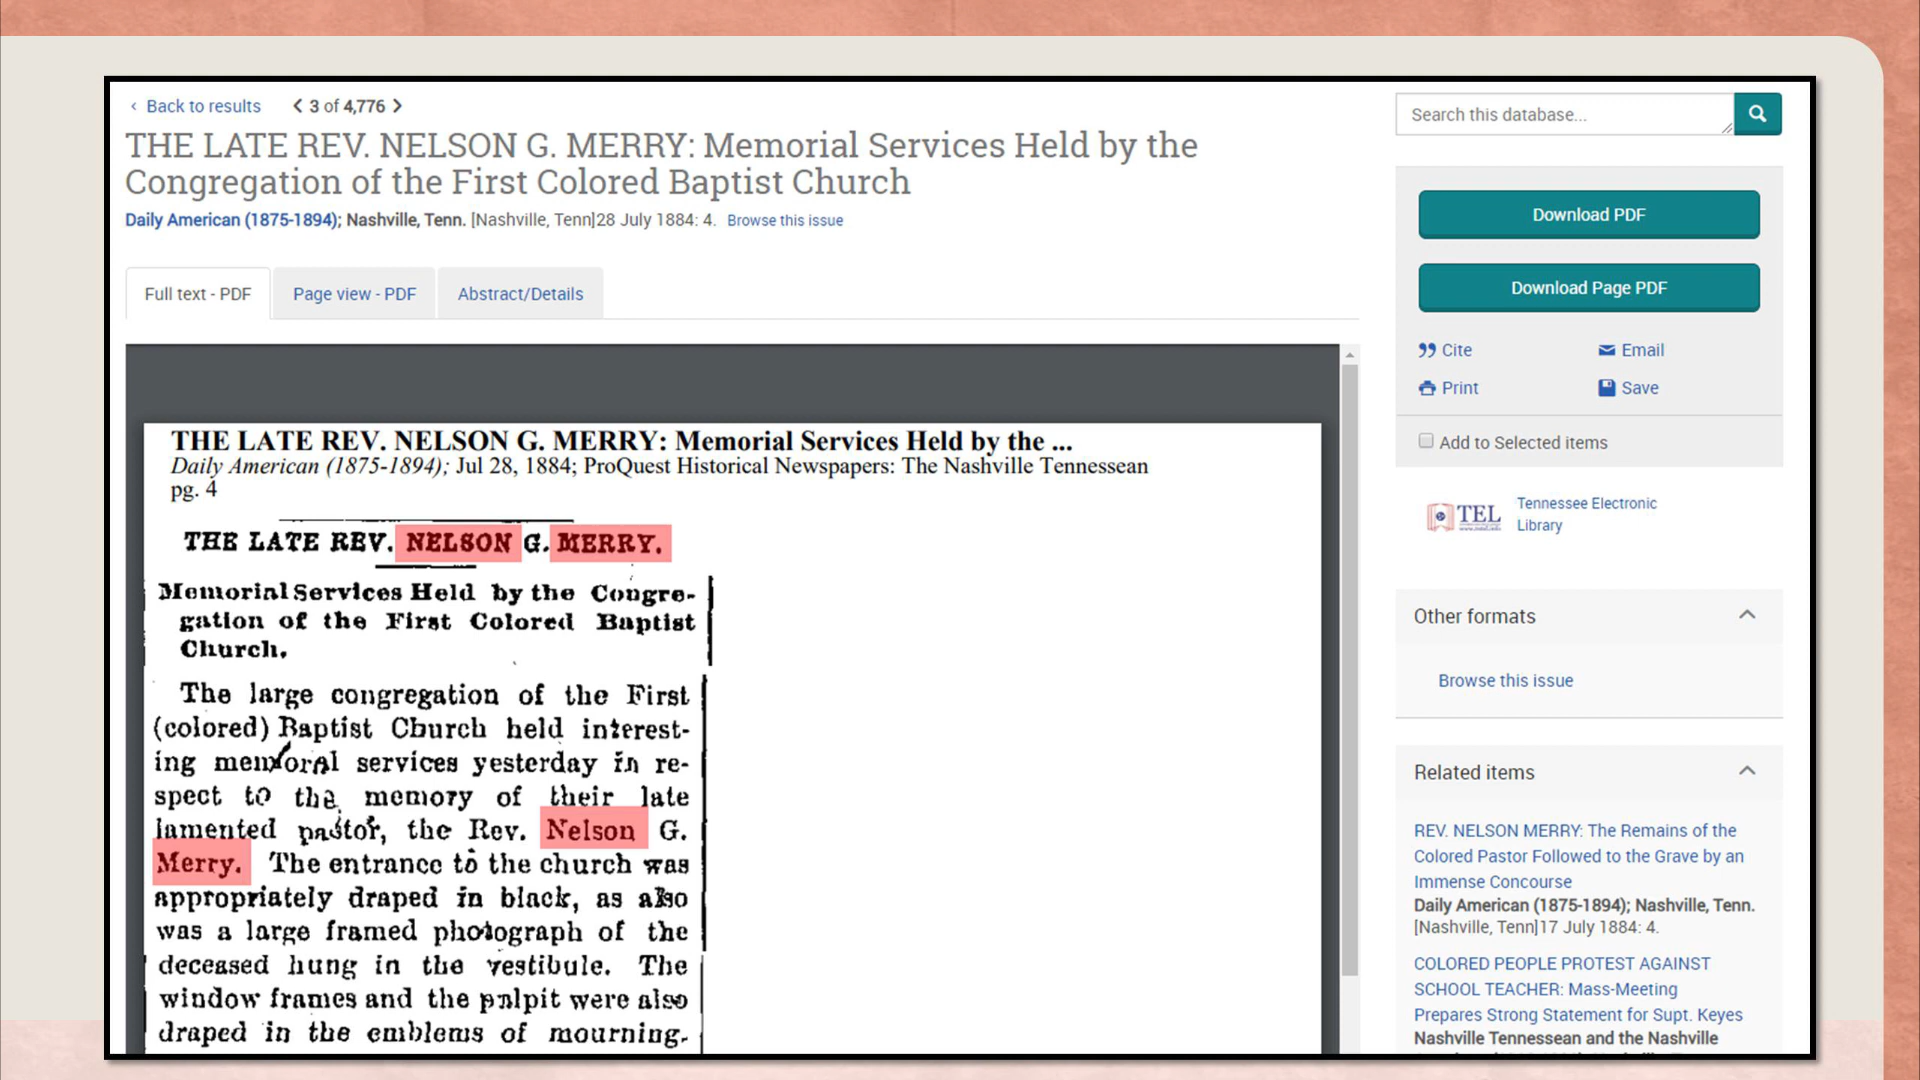 Back to results
3 of 4,776
THE LATE REV. NELSON G. MERRY: Memorial Services Held by the
Congregation of the First Colored Baptist Church
Daily American (1875-1894); Nashville, Tenn. [Nashville, Tenn]28 July 1884: 4. Browse this issue
Full text - PDF
Page view - PDF
Abstract/Details
THE LATE REV. NELSON G. MERRY: Memorial Services Held by the ...
Daily American (1875-1894); Jul 28, 1884; ProQuest Historical Newspapers: The Nashville Tennessean
pg. 4
THE LATE REV. NELSON G. MERRY.
Memorial Services Held by the Congre-
gation of the First Colored Baptist
Church.
The large congregation of the First
(colored) Baptist Church held interest-
ing memoral services yesterday in re-
spect to the memory of their late
lamented pastor, the Rev. Nelson G.
Merry. The entrance to the church was
appropriately draped in black, as also
was a large framed photograph of the
deceased hung in the vestibule. The
window frames and the pulpit were also
draped in the emblems of mourning.
Search this database...
Download PDF
Download Page PDF
Cite
Email
Print
Save
Add to Selected items
TEL
Tennessee Electronic
Library
Other formats
Browse this issue
Related items
REV. NELSON MERRY: The Remains of the
Colored Pastor Followed to the Grave by an
Immense Concourse
Daily American (1875-1894); Nashville, Tenn.
[Nashville, Tenn]17 July 1884: 4.
COLORED PEOPLE PROTEST AGAINST
SCHOOL TEACHER: Mass-Meeting
Prepares Strong Statement for Supt. Keyes
Nashville Tennessean and the Nashville